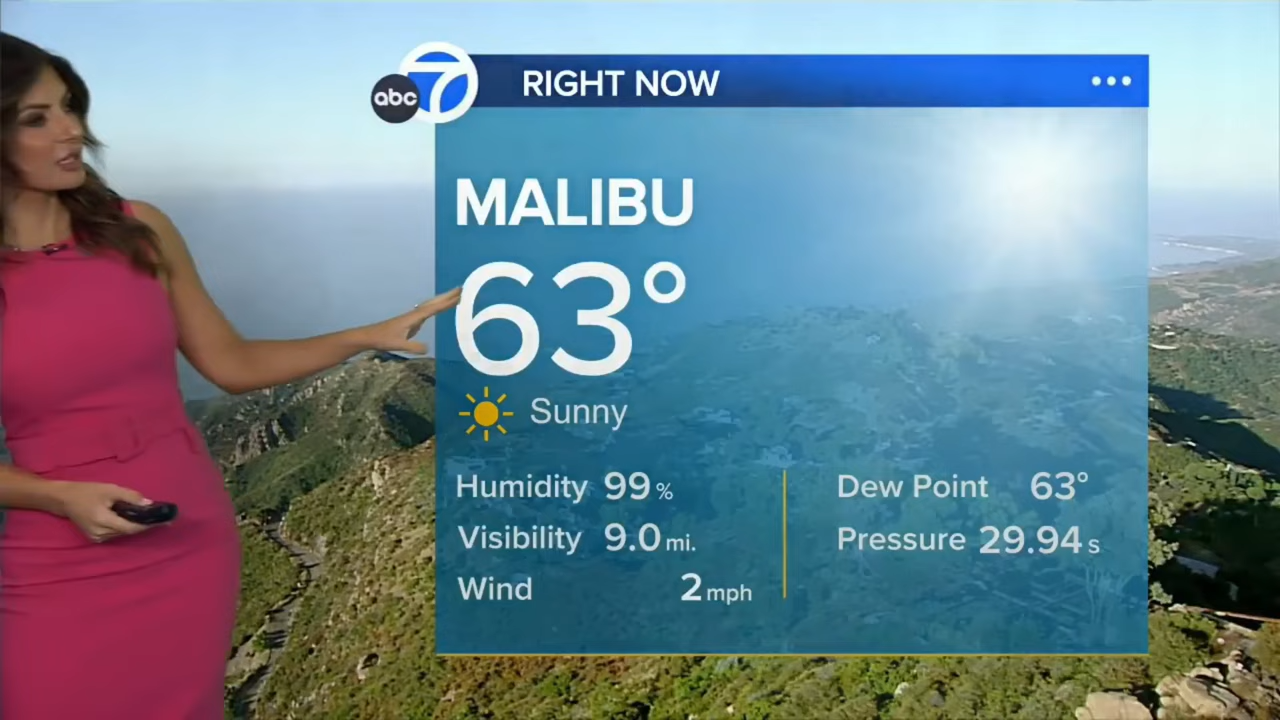 abc 7 RIGHT NOW
MALIBU
63°
Sunny
Humidity 99 % Dew Point 63°
Visibility 9.0 mi. Pressure 29.94 s
Wind 2 mph